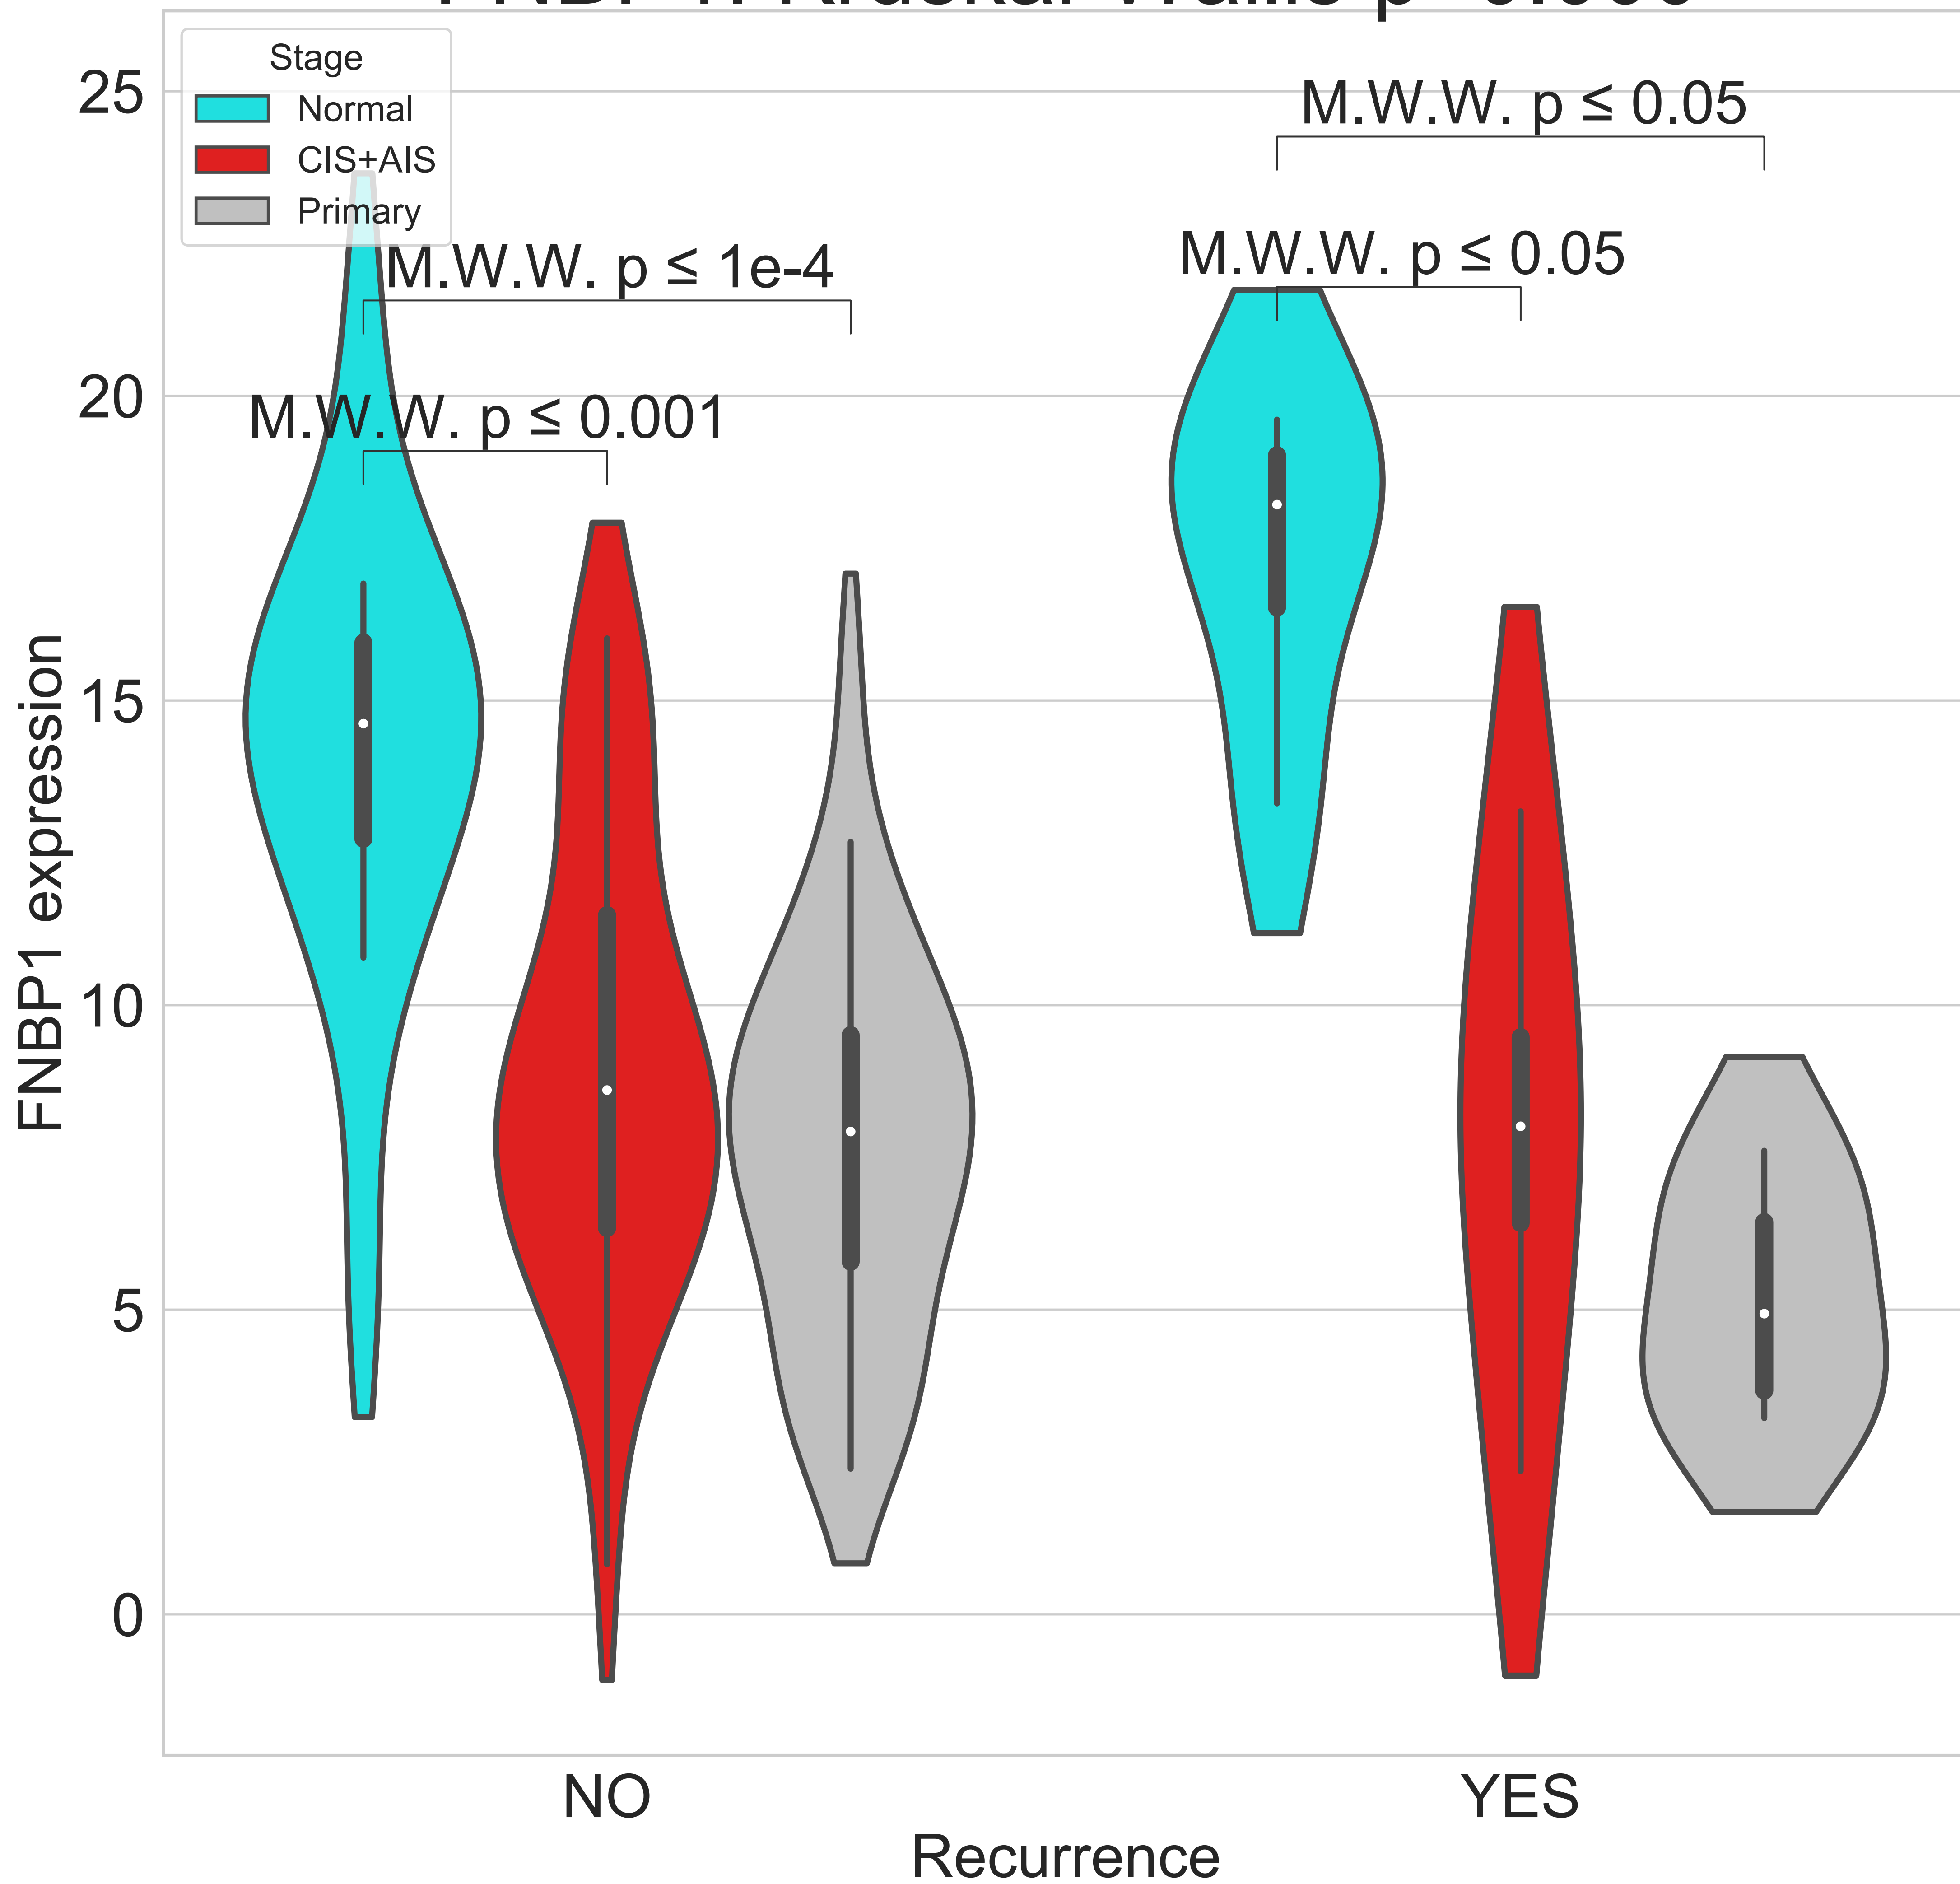 Stage
Normal
CIS+AIS
Primary
M.W.W. p ≤ 0.05
M.W.W. p ≤ 0.05
M.W.W. p ≤ 1e-4
M.W.W. p ≤ 0.001
25
20
15
10
5
0
FNBP1 expression
NO
YES
Recurrence